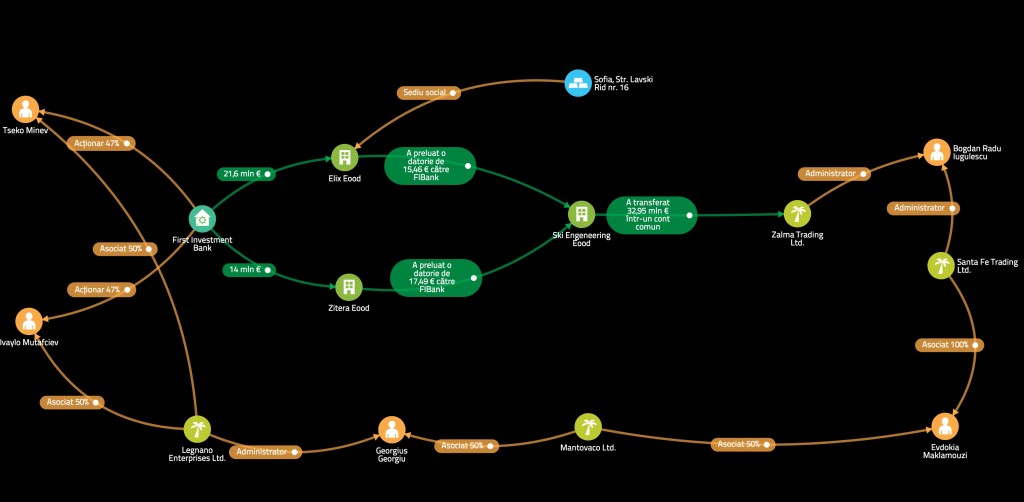 Sofia, Str. Lavski
Rid nr. 16
Sediu social
Tseko Minev
Acționar 47%
21,6 mln €
Elix Eood
A preluat o
datorie de
15,46 € către
FIBank
Bogdan Radu
Iugulescu
Administrator
Administrator
A transferat
32,95 mln €
într-un cont
comun
First Investment
Bank
Ski Engeneering
Eood
Zalma Trading
Ltd.
Asociat 50%
14 mln €
A preluat o
datorie de
17,49 € către
FIBank
Santa Fe Trading
Ltd.
Acționar 47%
Zitera Eood
Ivaylo Mutafciev
Asociat 100%
Asociat 50%
Legnano
Enterprises Ltd.
Administrator
Georgius
Georgiu
Asociat 50%
Mantovaco Ltd.
Asociat 50%
Evdokia
Maklamouzi